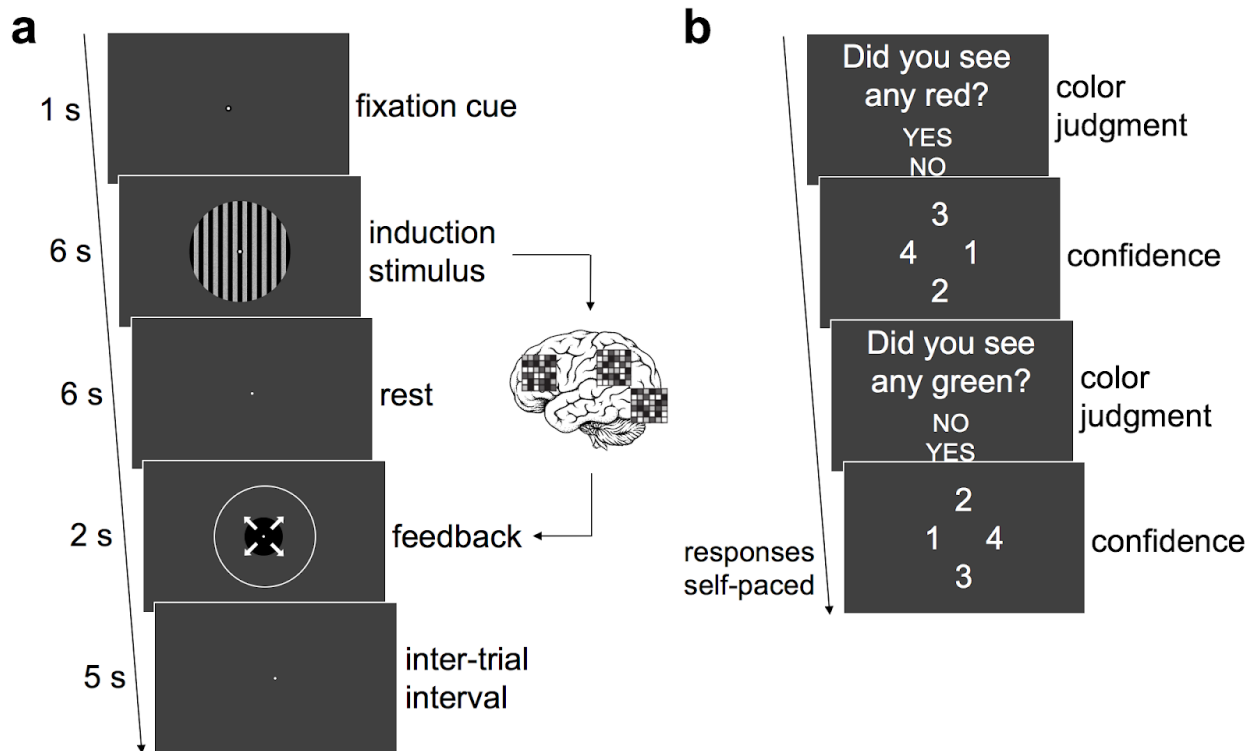 a
1 s
fixation cue
6 s
induction
stimulus
6 s
rest
2 s
feedback
5 s
inter-trial
interval
b
Did you see
any red?
YES
NO
color
judgment
3
4 1
2
confidence
Did you see
any green?
NO
YES
color
judgment
2
1 4
3
confidence
responses
self-paced